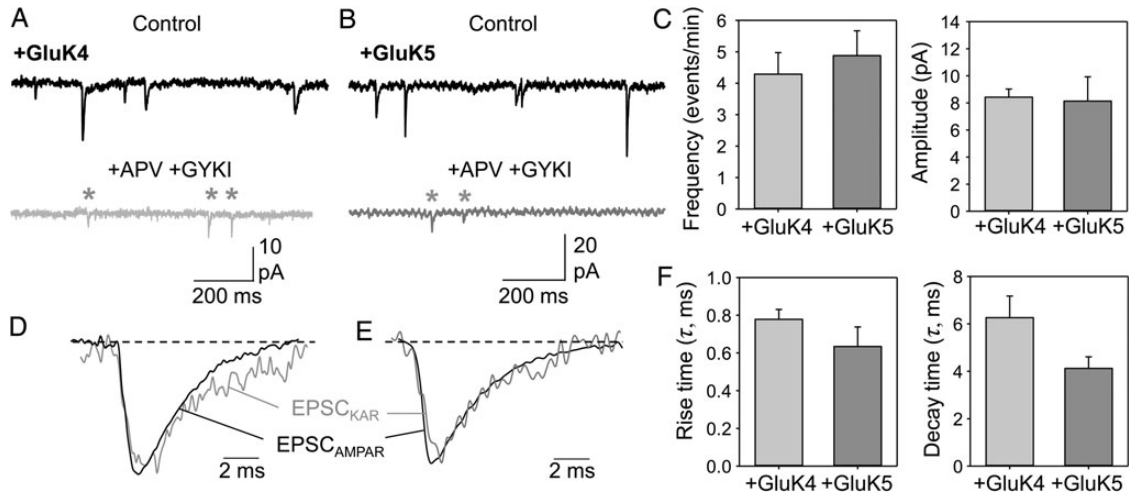 A
Control
+GluK4
+APV +GYKI
* * *
10
pA
200 ms
B
Control
+GluK5
+APV +GYKI
* *
20
pA
200 ms
C
Frequency (events/min)
6
5
4
3
2
1
0
+GluK4 +GluK5
Amplitude (pA)
14
12
10
8
6
4
2
0
+GluK4 +GluK5
D
E
EPSC_KAR
EPSC_AMPAR
2 ms
2 ms
F
Rise time (τ, ms)
1.0
0.8
0.6
0.4
0.2
0.0
+GluK4 +GluK5
Decay time (τ, ms)
8
6
4
2
0
+GluK4 +GluK5